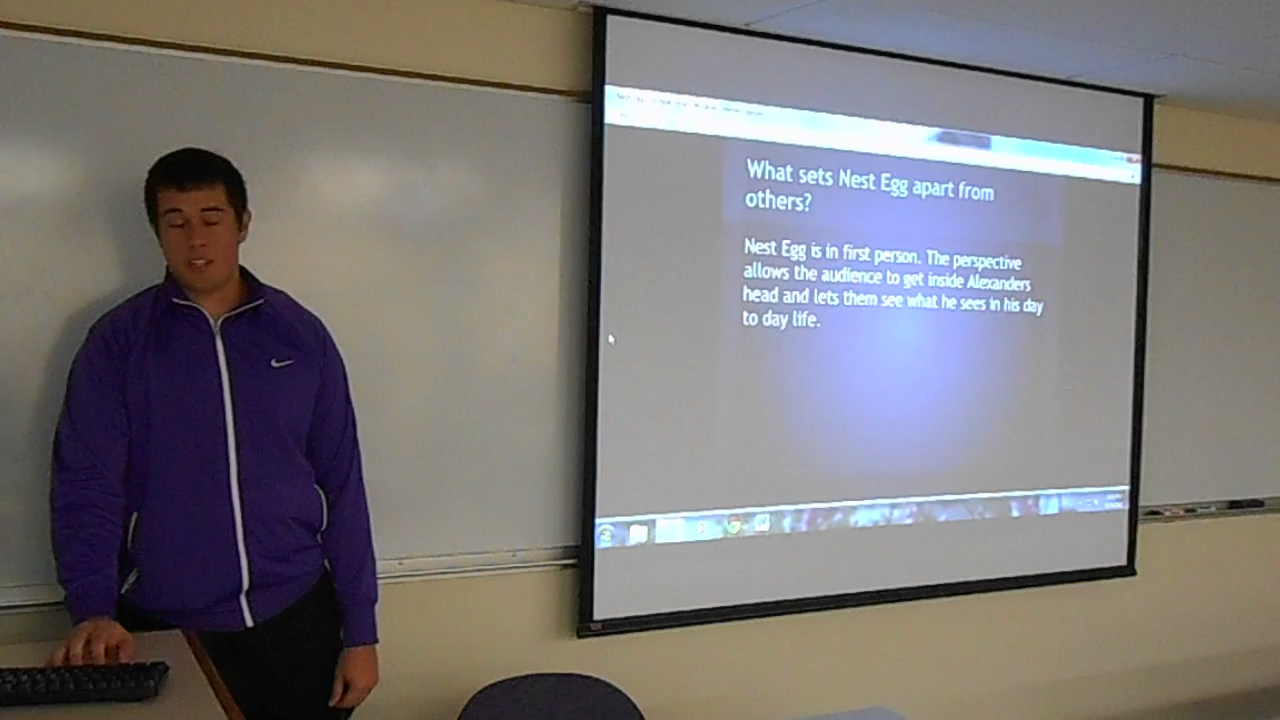 What sets Nest Egg apart from
others?
Nest Egg is in first person. The perspective
allows the audience to get inside Alexanders
head and lets them see what he sees in his day
to day life.